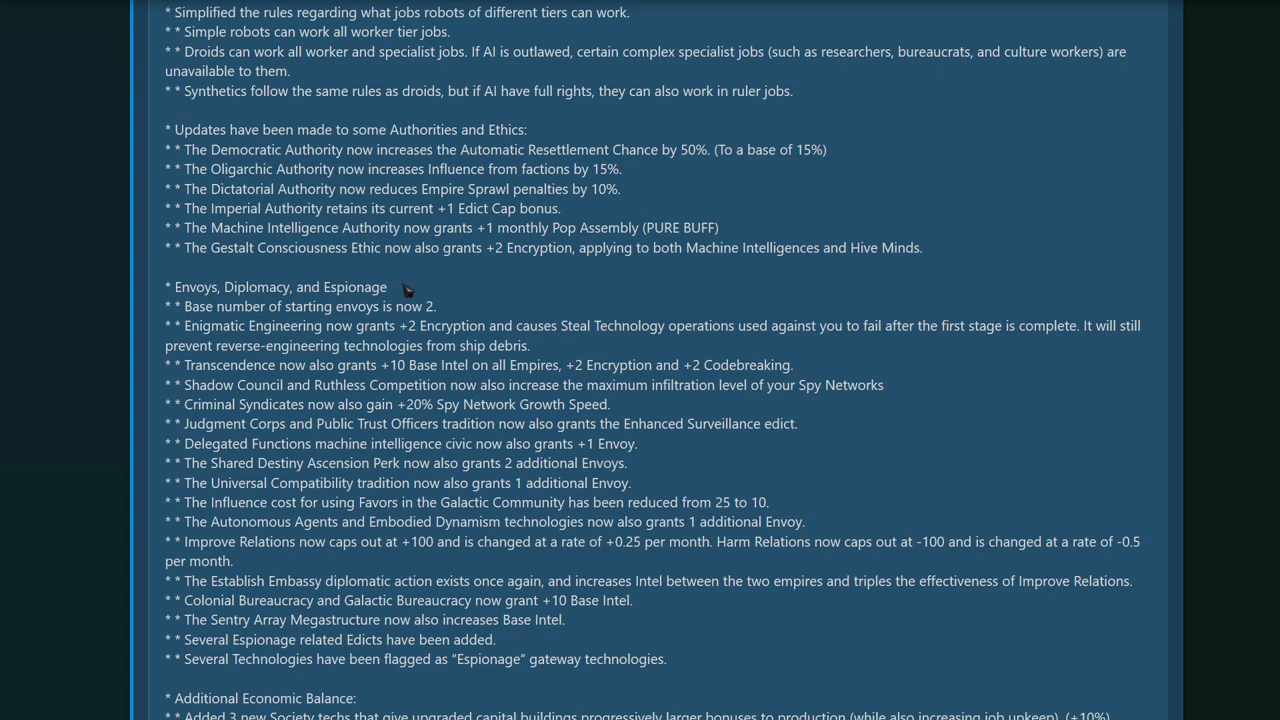 * Simplified the rules regarding what jobs robots of different tiers can work.
* * Simple robots can work all worker tier jobs.
* * Droids can work all worker and specialist jobs. If AI is outlawed, certain complex specialist jobs (such as researchers, bureaucrats, and culture workers) are
unavailable to them.
* * Synthetics follow the same rules as droids, but if AI have full rights, they can also work in ruler jobs.
* Updates have been made to some Authorities and Ethics:
* * The Democratic Authority now increases the Automatic Resettlement Chance by 50%. (To a base of 15%)
* * The Oligarchic Authority now increases Influence from factions by 15%.
* * The Dictatorial Authority now reduces Empire Sprawl penalties by 10%.
* * The Imperial Authority retains its current +1 Edict Cap bonus.
* * The Machine Intelligence Authority now grants +1 monthly Pop Assembly (PURE BUFF)
* * The Gestalt Consciousness Ethic now also grants +2 Encryption, applying to both Machine Intelligences and Hive Minds.
* Envoys, Diplomacy, and Espionage
* * Base number of starting envoys is now 2.
* * Enigmatic Engineering now grants +2 Encryption and causes Steal Technology operations used against you to fail after the first stage is complete. It will still
prevent reverse-engineering technologies from ship debris.
* * Transcendence now also grants +10 Base Intel on all Empires, +2 Encryption and +2 Codebreaking.
* * Shadow Council and Ruthless Competition now also increase the maximum infiltration level of your Spy Networks
* * Criminal Syndicates now also gain +20% Spy Network Growth Speed.
* * Judgment Corps and Public Trust Officers tradition now also grants the Enhanced Surveillance edict.
* * Delegated Functions machine intelligence civic now also grants +1 Envoy.
* * The Shared Destiny Ascension Perk now also grants 2 additional Envoys.
* * The Universal Compatibility tradition now also grants 1 additional Envoy.
* * The Influence cost for using Favors in the Galactic Community has been reduced from 25 to 10.
* * The Autonomous Agents and Embodied Dynamism technologies now also grants 1 additional Envoy.
* * Improve Relations now caps out at +100 and is changed at a rate of +0.25 per month. Harm Relations now caps out at -100 and is changed at a rate of -0.5
per month.
* * The Establish Embassy diplomatic action exists once again, and increases Intel between the two empires and triples the effectiveness of Improve Relations.
* * Colonial Bureaucracy and Galactic Bureaucracy now grant +10 Base Intel.
* * The Sentry Array Megastructure now also increases Base Intel.
* * Several Espionage related Edicts have been added.
* * Several Technologies have been flagged as “Espionage” gateway technologies.
* Additional Economic Balance:
* * Added 3 new Society techs that give upgraded capital buildings progressively larger bonuses to production (while also increasing job upkeep). (+10%)